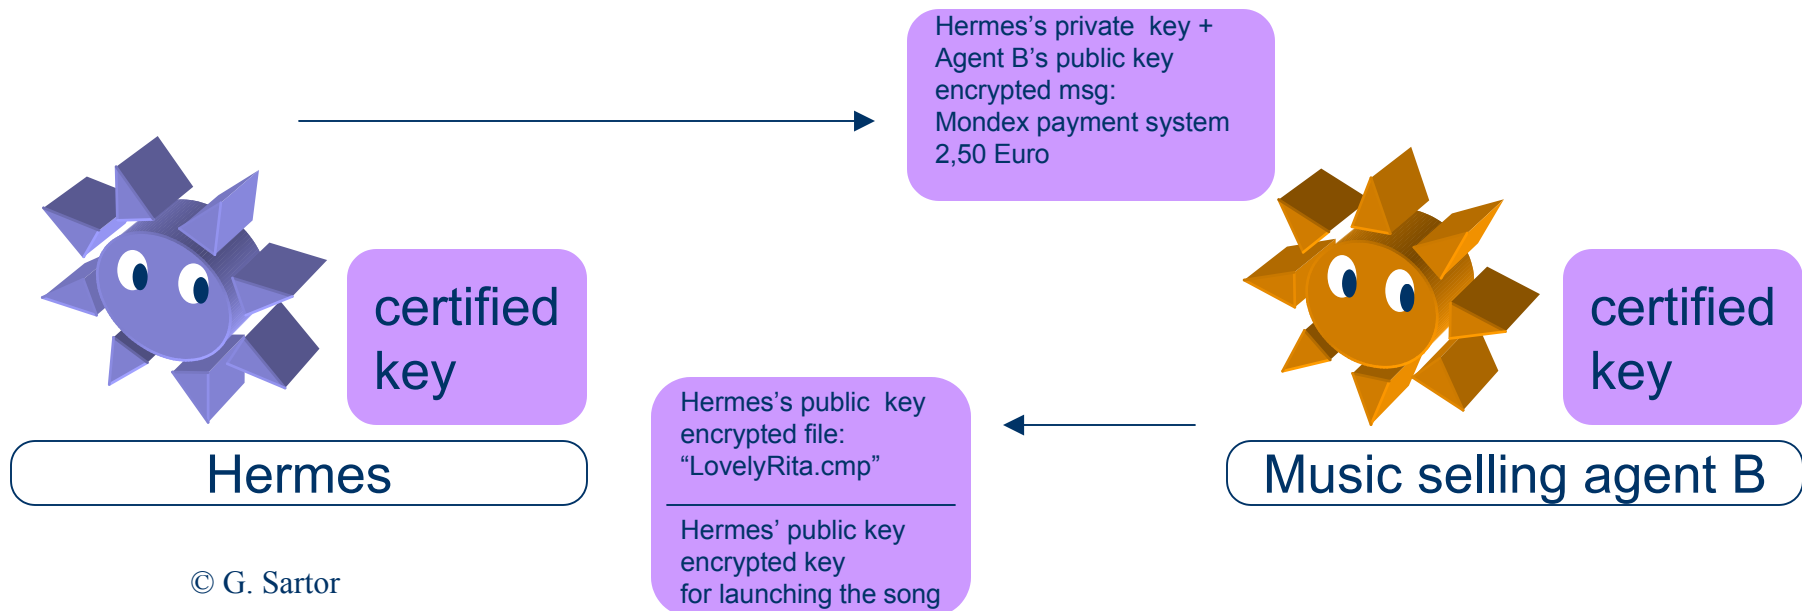 Hermes's private  key +
Agent B’s public key
encrypted msg:
Mondex payment system
2,50 Euro
certified
key
certified
key
Hermes's public  key
encrypted file:
“LovelyRita.cmp”
Hermes’ public key
encrypted key
for launching the song
Hermes
Music selling agent B
© G. Sartor